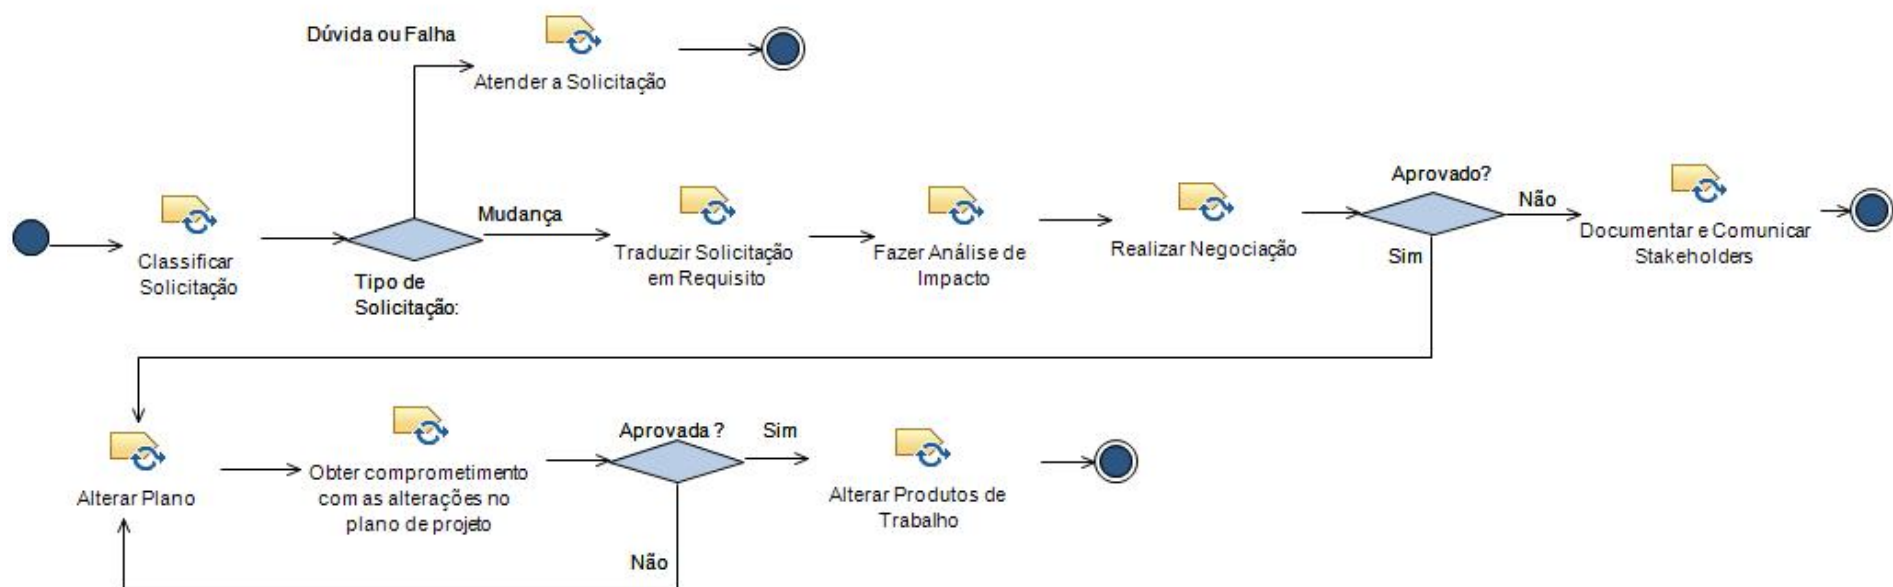 Dúvida ou Falha
Atender a Solicitação
Classificar
Solicitação
Tipo de
Solicitação:
Mudança
Traduzir Solicitação
em Requisito
Fazer Análise de
Impacto
Realizar Negociação
Aprovado?
Não
Sim
Documentar e Comunicar
Stakeholders
Alterar Plano
Obter comprometimento
com as alterações no
plano de projeto
Aprovada ?
Sim
Não
Alterar Produtos de
Trabalho